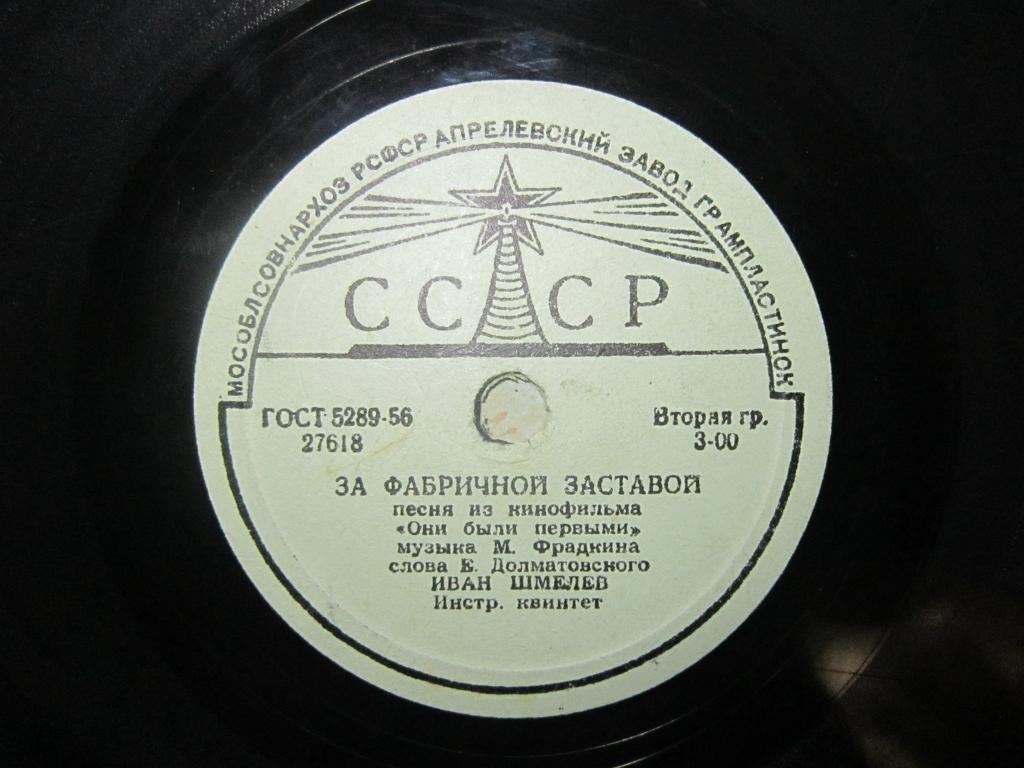 МОСОБЛСОВНАРХОЗ РСФСР АПРЕЛЕВСКИЙ ЗАВОД ГРАМПЛАСТИНОК
СССР
ГОСТ 5289-56
27618
Вторая гр.
3-00
ЗА ФАБРИЧНОЙ ЗАСТАВОЙ
песня из кинофильма
«Они были первыми»
музыка М. Фрадкина
слова Е. Долматовского
ИВАН ШМЕЛЕВ
Инстр. квинтет